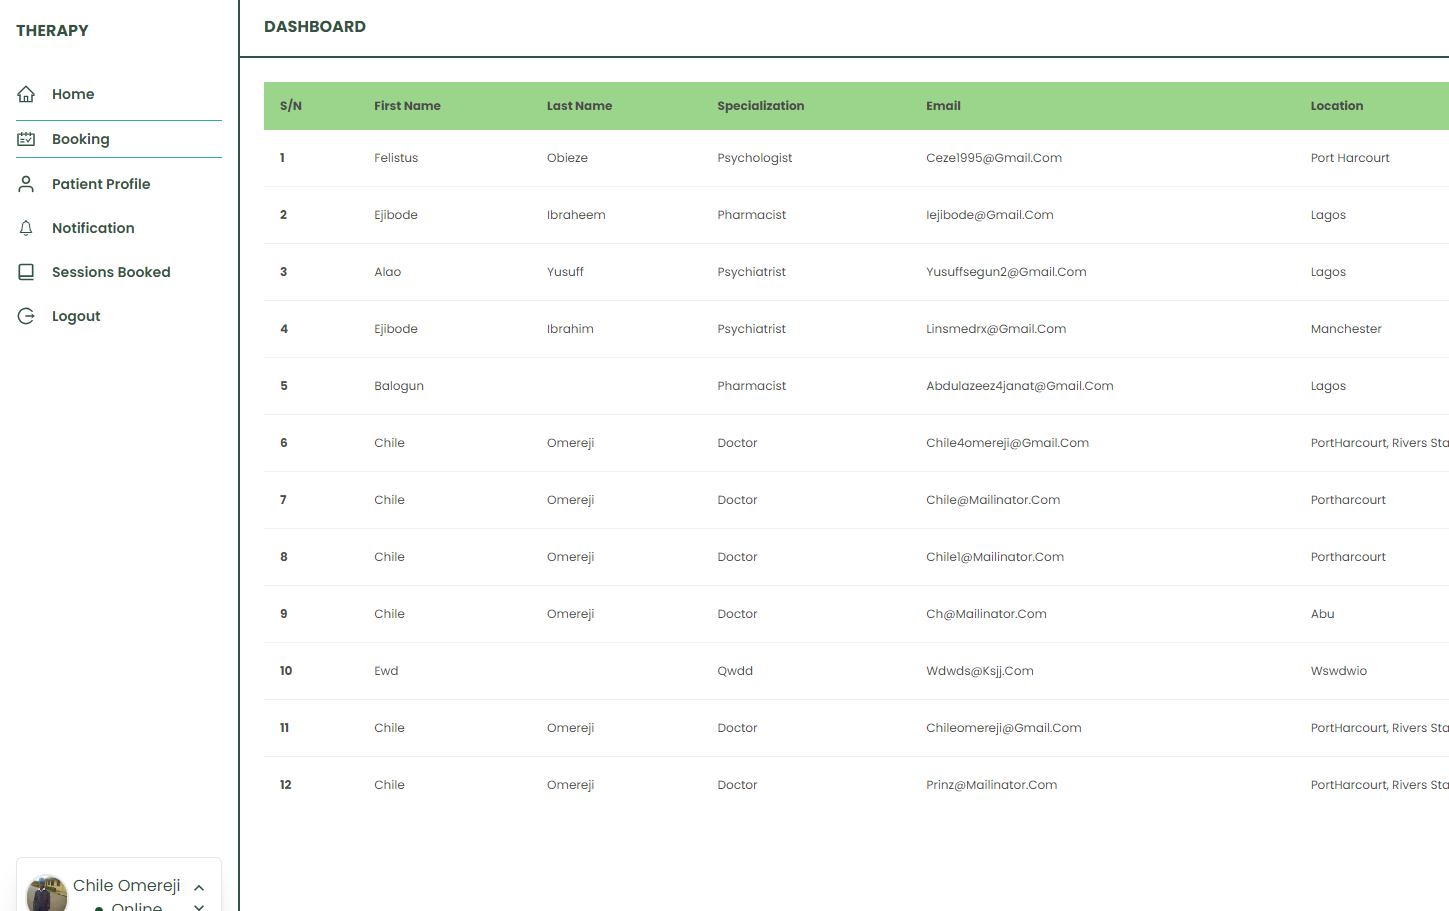 THERAPY
DASHBOARD
Home
Booking
Patient Profile
Notification
Sessions Booked
Logout
S/N First Name Last Name Specialization Email Location
1 Felistus Obieze Psychologist Ceze1995@Gmail.Com Port Harcourt
2 Ejibode Ibraheem Pharmacist Iejibode@Gmail.Com Lagos
3 Alao Yusuff Psychiatrist Yusuffsegun2@Gmail.Com Lagos
4 Ejibode Ibrahim Psychiatrist Linsmedrx@Gmail.Com Manchester
5 Balogun Pharmacist Abdulazeez4janat@Gmail.Com Lagos
6 Chile Omereji Doctor Chile4omereji@Gmail.Com PortHarcourt, Rivers Sta
7 Chile Omereji Doctor Chile@Mailinator.Com Portharcourt
8 Chile Omereji Doctor Chile1@Mailinator.Com Portharcourt
9 Chile Omereji Doctor Ch@Mailinator.Com Abu
10 Ewd Qwdd Wdwds@Ksjj.Com Wswdwio
11 Chile Omereji Doctor Chileomereji@Gmail.Com PortHarcourt, Rivers Sta
12 Chile Omereji Doctor Prinz@Mailinator.Com PortHarcourt, Rivers Sta
Chile Omereji
Online